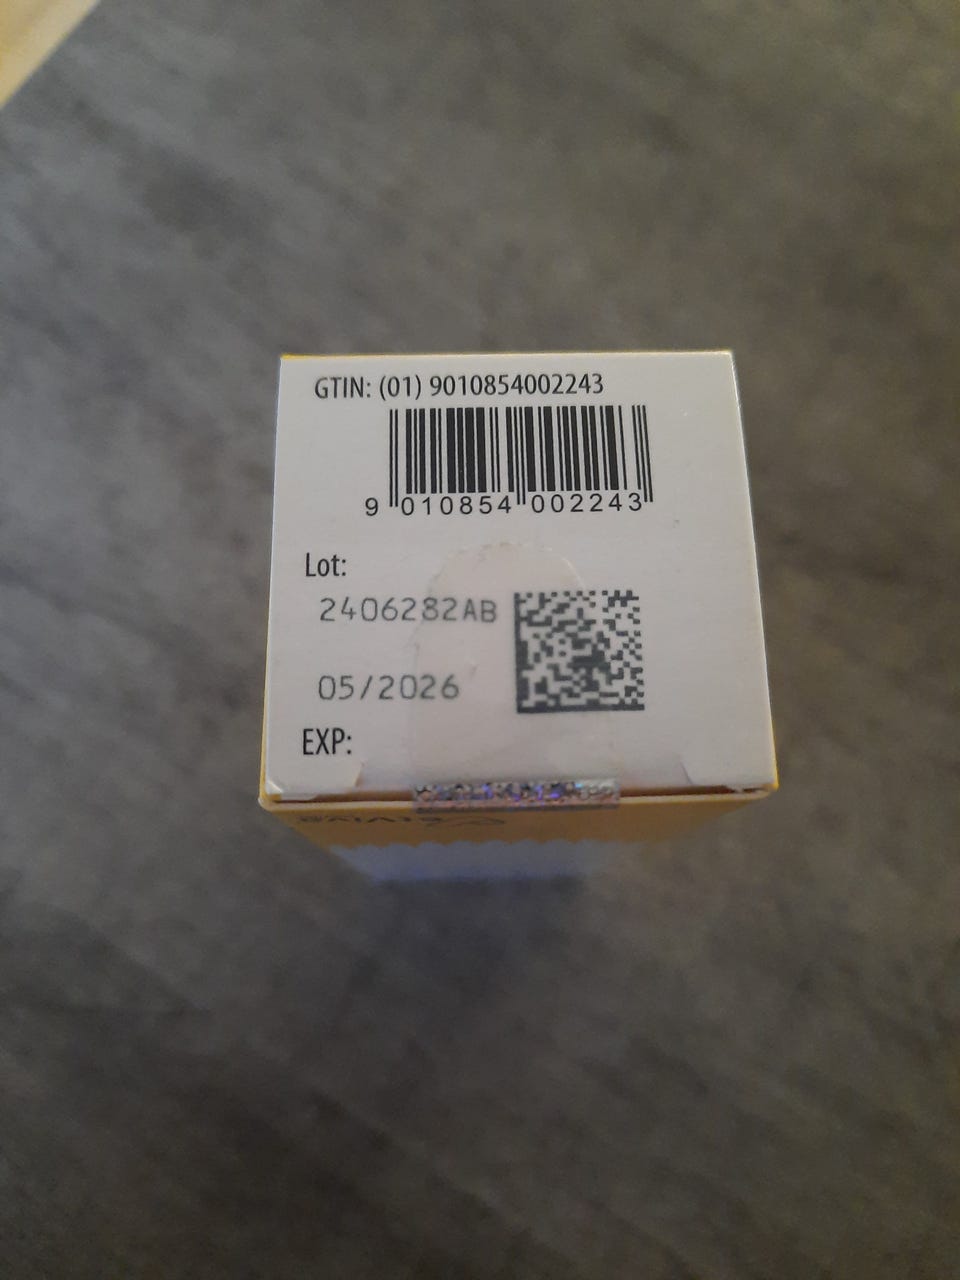 GTIN: (01) 9010854002243
9 010854 002243
Lot:
2406282AB
05/2026
EXP: